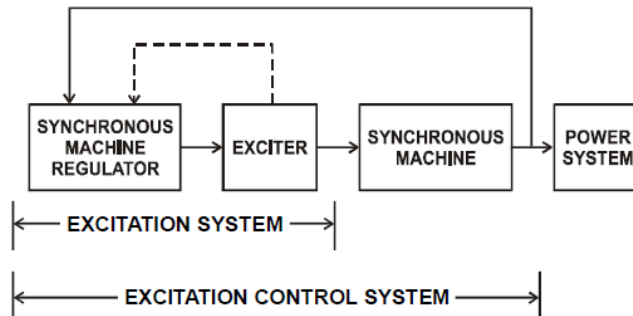 SYNCHRONOUS
MACHINE
REGULATOR
EXCITER
SYNCHRONOUS
MACHINE
POWER
SYSTEM
EXCITATION SYSTEM
EXCITATION CONTROL SYSTEM